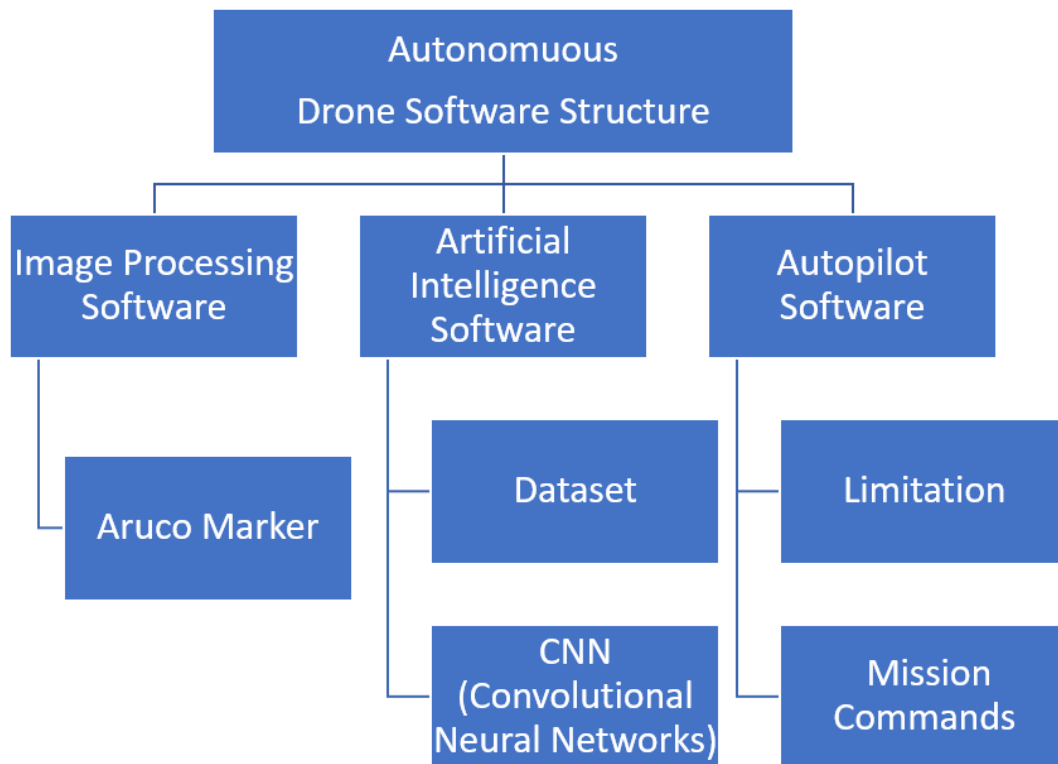 Autonomuous
Drone Software Structure
Image Processing
Software
Artificial
Intelligence
Software
Autopilot
Software
Aruco Marker
Dataset
Limitation
CNN
(Convolutional
Neural Networks)
Mission
Commands